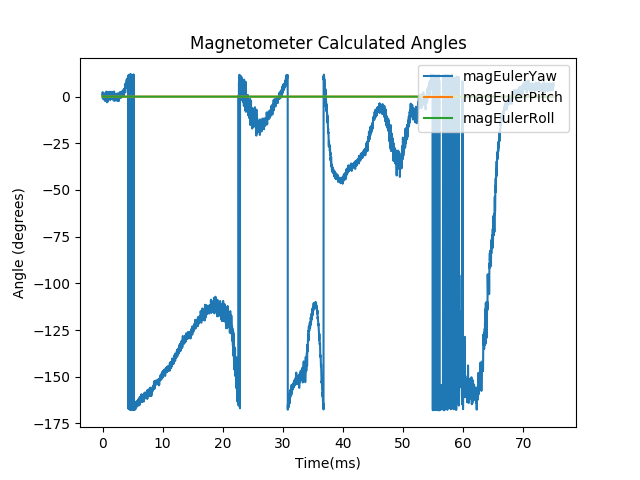 Magnetometer Calculated Angles
magEulerYaw
magEulerPitch
magEulerRoll
0
−25
−50
−75
−100
−125
−150
−175
Angle (degrees)
0 10 20 30 40 50 60 70
Time(ms)